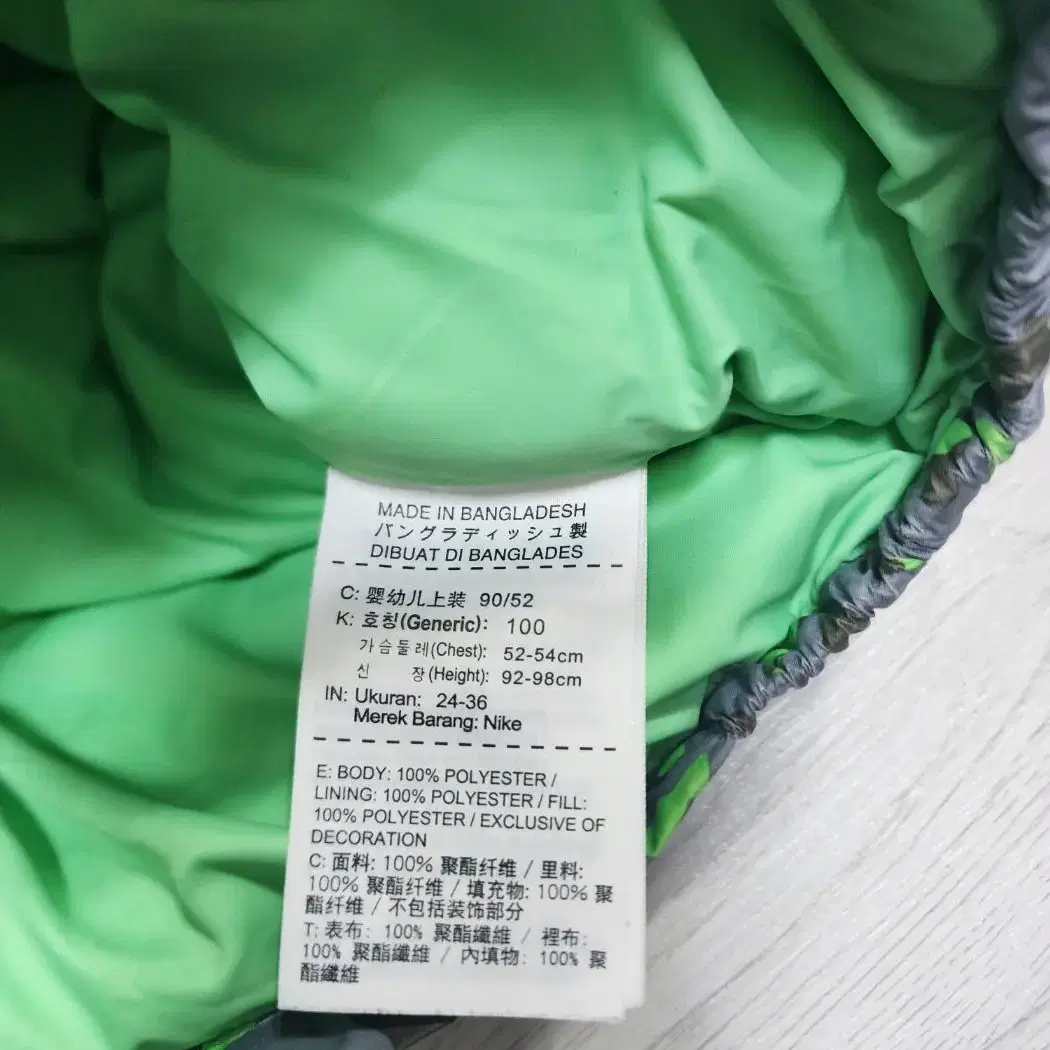 MADE IN BANGLADESH
バングラディッシュ製
DIBUAT DI BANGLADES
C: 婴幼儿上装 90/52
K: 호칭(Generic): 100
가슴둘레(Chest): 52-54cm
신 장(Height): 92-98cm
IN: Ukuran: 24-36
Merek Barang: Nike
E: BODY: 100% POLYESTER /
LINING: 100% POLYESTER / FILL:
100% POLYESTER / EXCLUSIVE OF
DECORATION
C: 面料: 100% 聚酯纤维 / 里料:
100% 聚酯纤维 / 填充物: 100% 聚
酯纤维 / 不包括装饰部分
T: 表布: 100% 聚酯纖維 / 裡布:
100% 聚酯纖維 / 內填物: 100% 聚
酯纖維